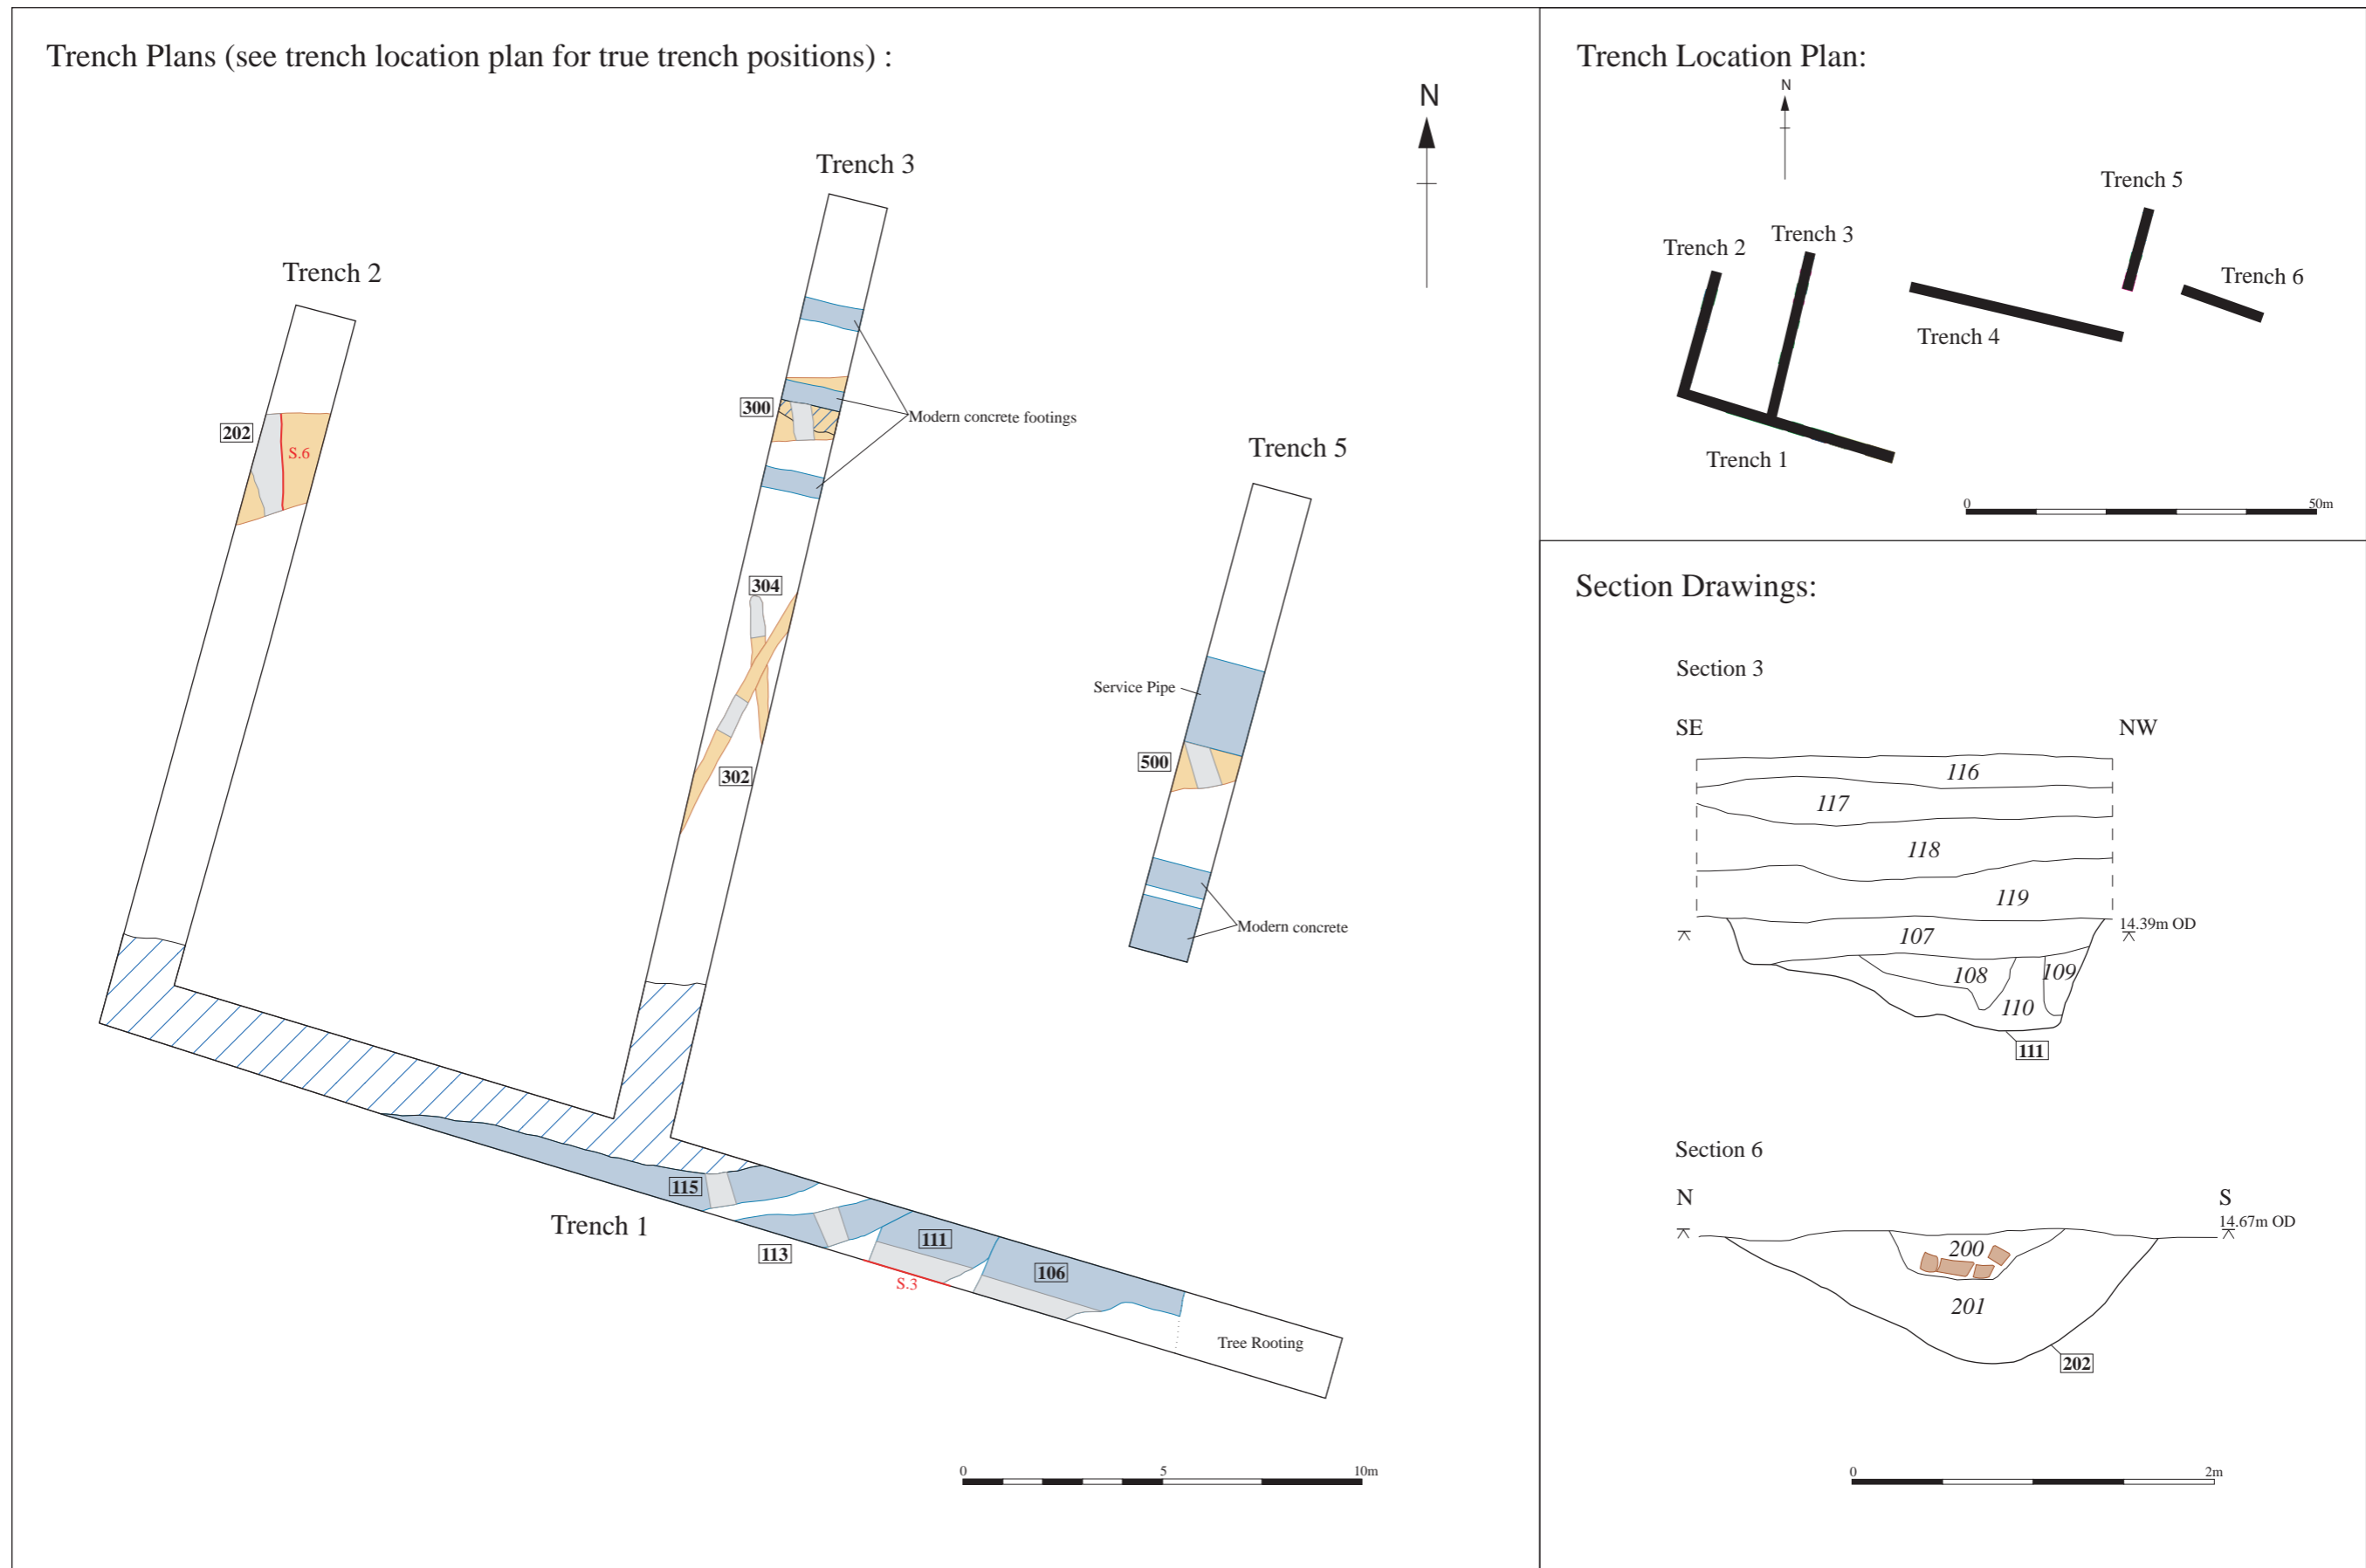 Trench Plans (see trench location plan for true trench positions) :
N
Trench 3
Trench 2
300
Modern concrete footings
202
S.6
Trench 5
304
Service Pipe
500
302
Modern concrete
115
Trench 1
113
111
S.3
106
Tree Rooting
0 5 10m
Trench Location Plan:
N
Trench 5
Trench 2
Trench 3
Trench 6
Trench 4
Trench 1
0 50m
Section Drawings:
Section 3
SE NW
116
117
118
119
14.39m OD
107
108
109
110
111
Section 6
N S
14.67m OD
200
201
202
0 2m